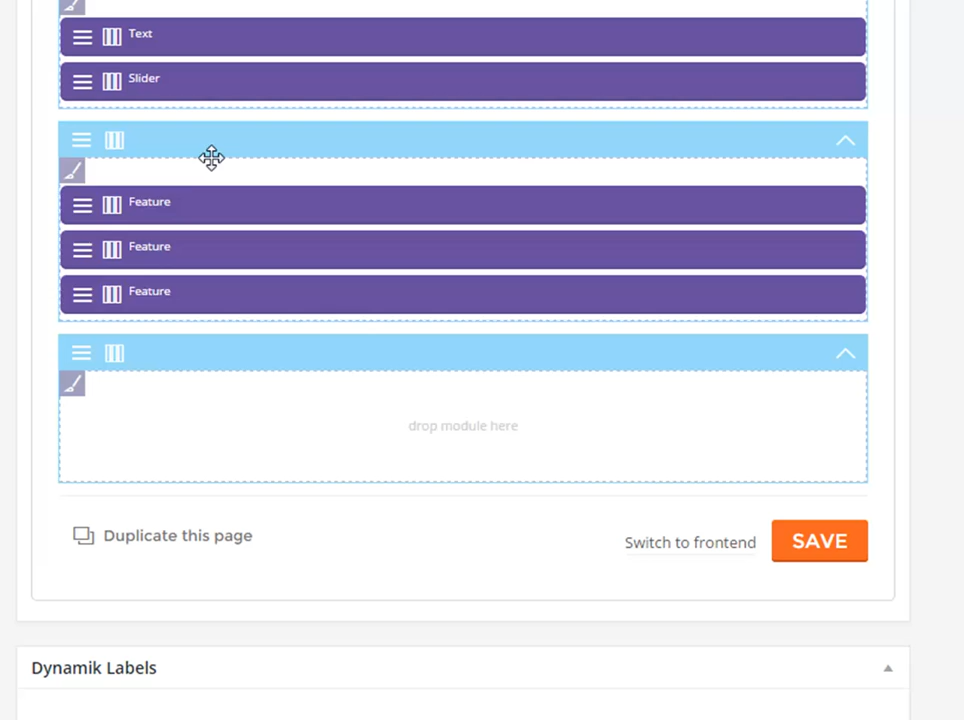 Text
Slider
Feature
Feature
Feature
drop module here
Duplicate this page
Switch to frontend
SAVE
Dynamik Labels